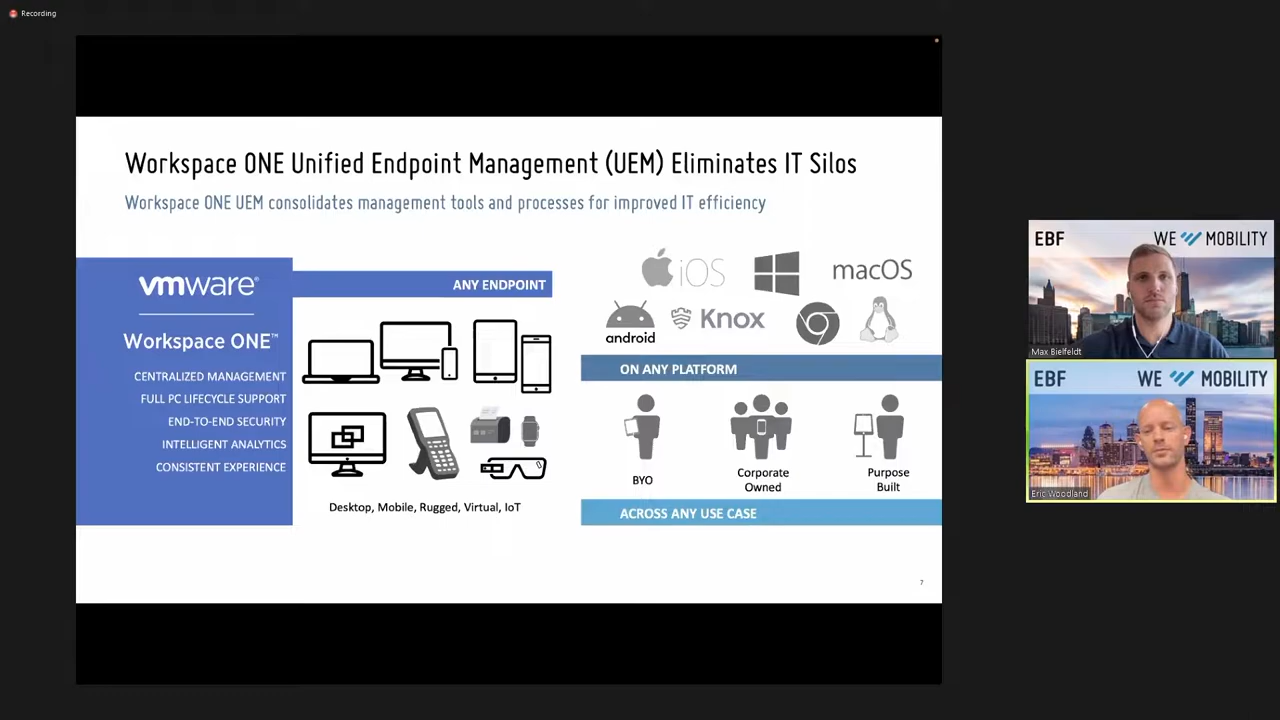 Recording
Workspace ONE Unified Endpoint Management (UEM) Eliminates IT Silos
Workspace ONE UEM consolidates management tools and processes for improved IT efficiency
vmware®
Workspace ONE™
CENTRALIZED MANAGEMENT
FULL PC LIFECYCLE SUPPORT
END-TO-END SECURITY
INTELLIGENT ANALYTICS
CONSISTENT EXPERIENCE
ANY ENDPOINT
Desktop, Mobile, Rugged, Virtual, IoT
iOS
macOS
android
Knox
ON ANY PLATFORM
BYO
Corporate
Owned
Purpose
Built
ACROSS ANY USE CASE
7
EBF WE MOBILITY
Max Bielfeldt
EBF WE MOBILITY
Eric Woodland